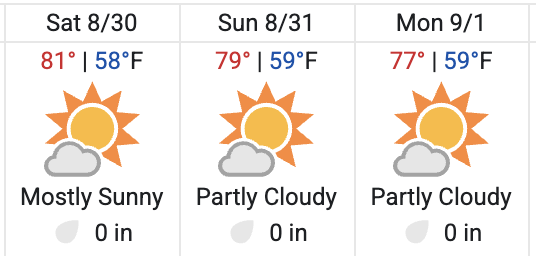 Sat 8/30
81° | 58°F
Mostly Sunny
0 in
Sun 8/31
79° | 59°F
Partly Cloudy
0 in
Mon 9/1
77° | 59°F
Partly Cloudy
0 in